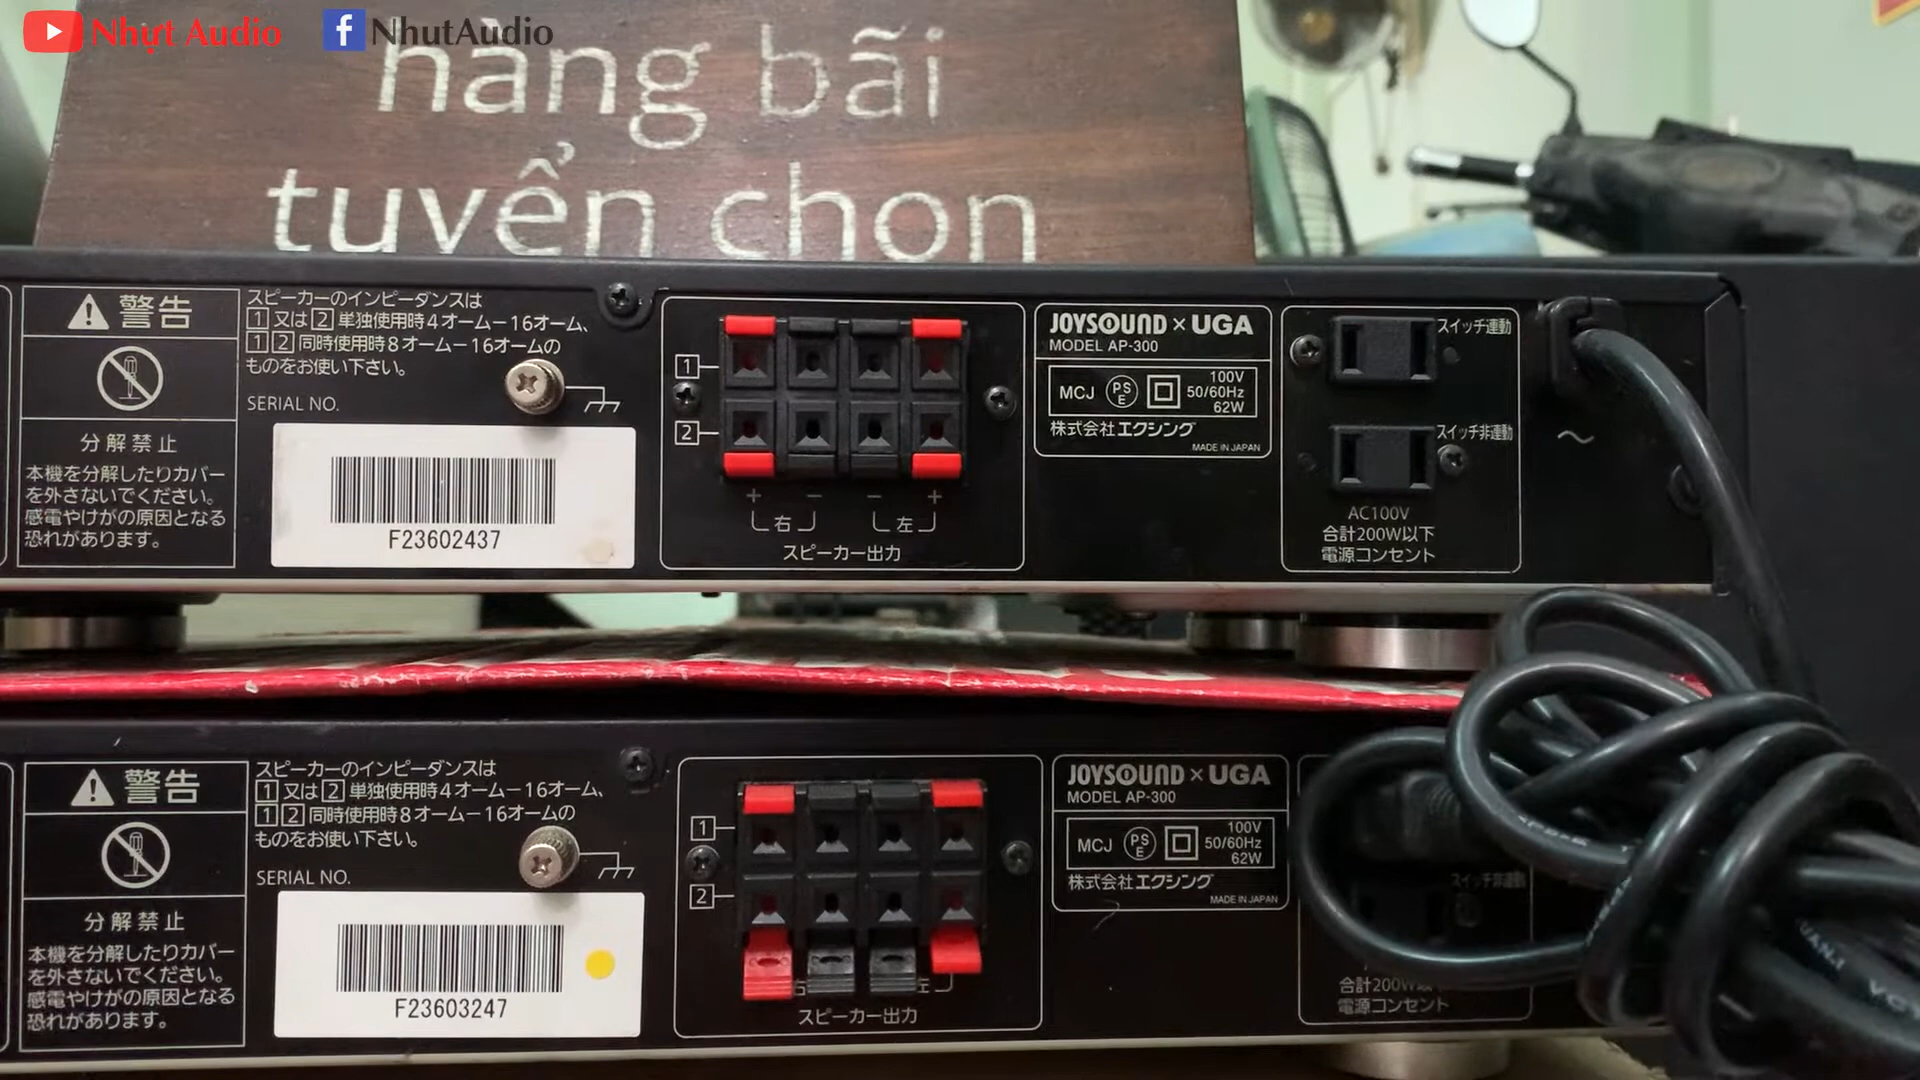 Nhựt Audio
NhutAudio
hàng bãi
tuyển chọn
警告
分解禁止
本機を分解したりカバー
を外さないでください。
感電やけがの原因となる
恐れがあります。
スピーカーのインピーダンスは
1 又は 2 単独使用時4オーム−16オーム、
1 2 同時使用時8オーム−16オームの
ものをお使い下さい。
SERIAL NO.
F23602437
1
2
+ − − +
右 左
スピーカー出力
JOYSOUND × UGA
MODEL AP-300
MCJ PSE 100V
50/60Hz
62W
株式会社エクシング
MADE IN JAPAN
スイッチ連動
スイッチ非連動
AC100V
合計200W以下
電源コンセント
警告
分解禁止
本機を分解したりカバー
を外さないでください。
感電やけがの原因となる
恐れがあります。
スピーカーのインピーダンスは
1 又は 2 単独使用時4オーム−16オーム、
1 2 同時使用時8オーム−16オームの
ものをお使い下さい。
SERIAL NO.
F23603247
1
2
右 左
スピーカー出力
JOYSOUND × UGA
MODEL AP-300
MCJ PSE 100V
50/60Hz
62W
株式会社エクシング
MADE IN JAPAN
スイッチ非連動
合計200W以
電源コンセント